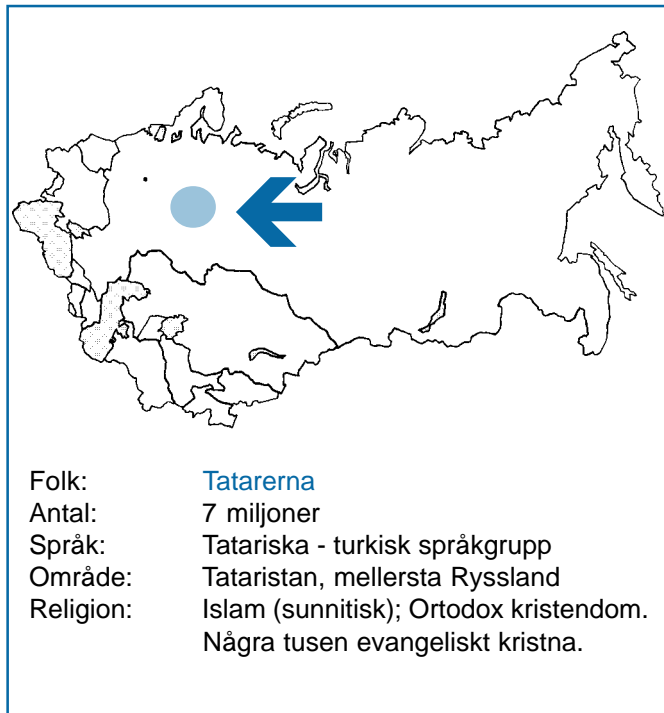 Folk: Tatarerna
Antal: 7 miljoner
Språk: Tatariska - turkisk språkgrupp
Område: Tataristan, mellersta Ryssland
Religion: Islam (sunnitisk); Ortodox kristendom.
Några tusen evangeliskt kristna.